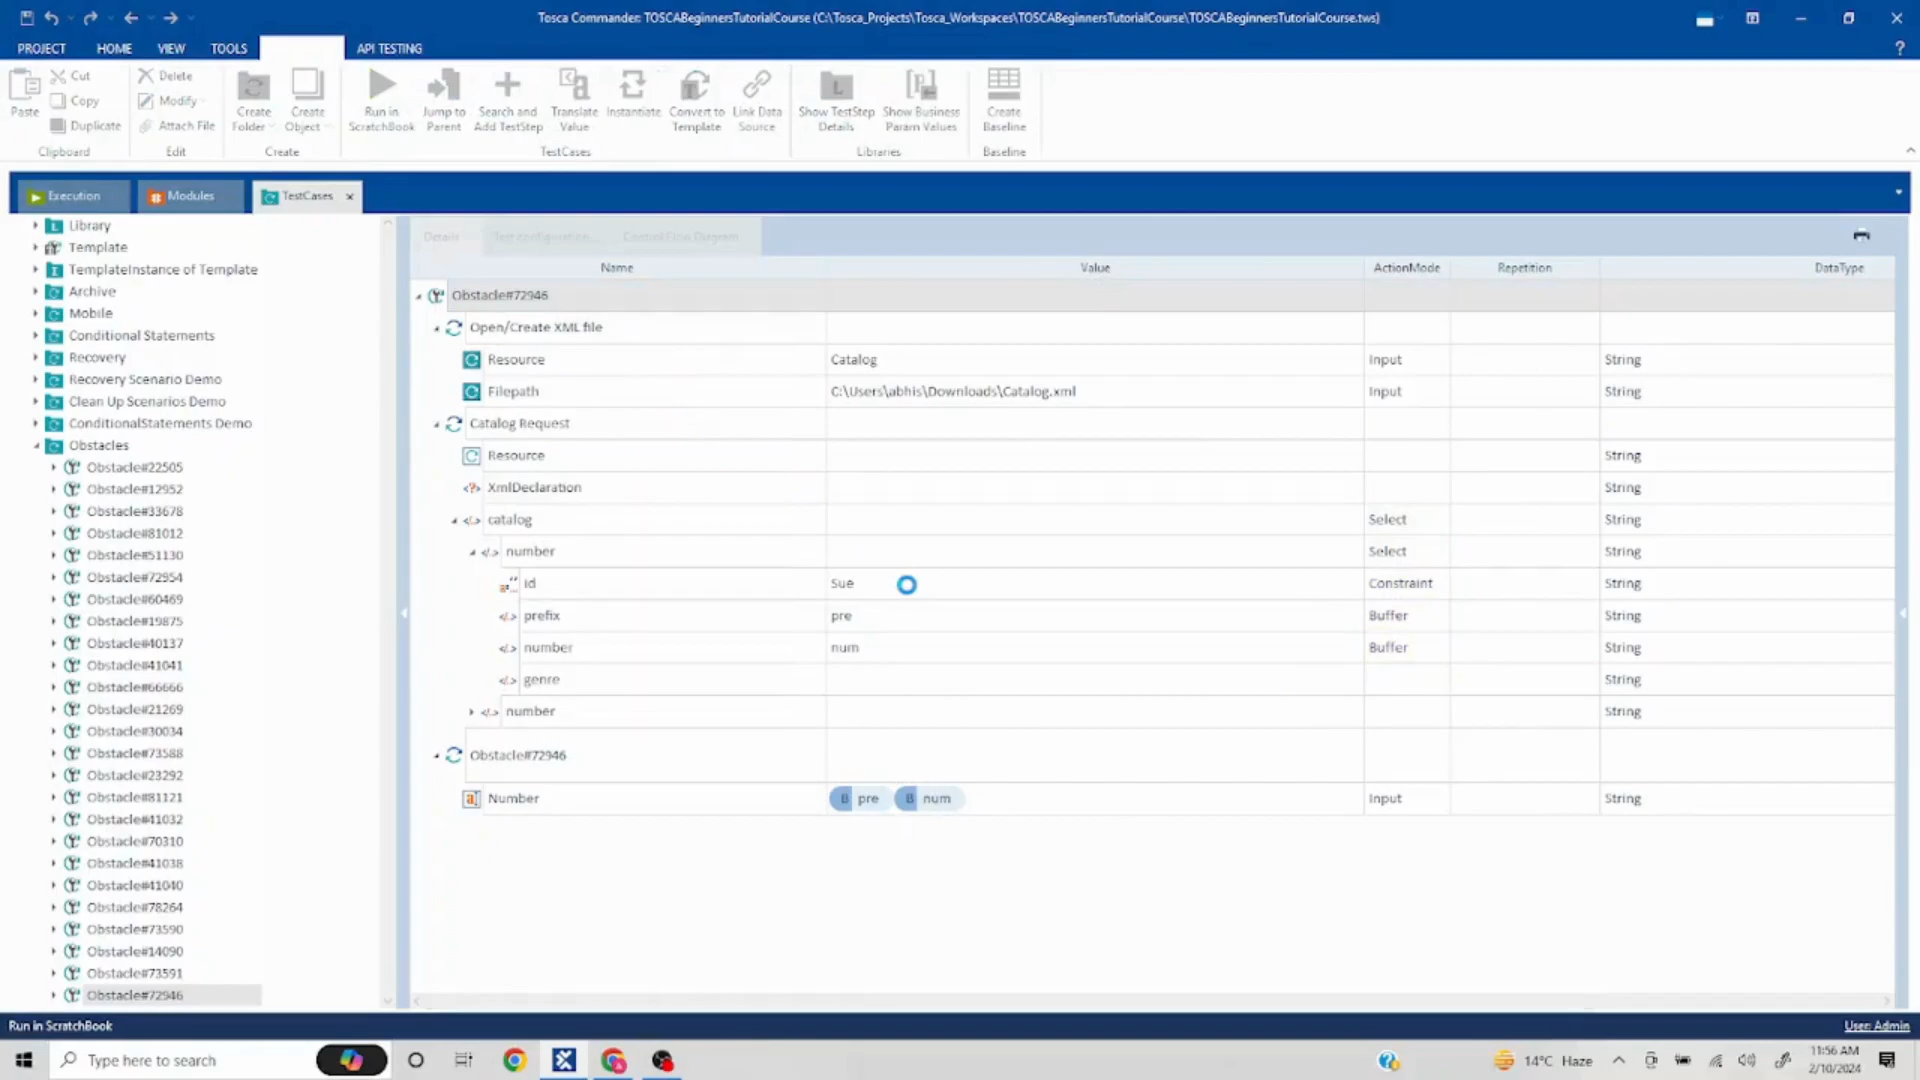 Tosca Commander: TOSCABeginnersTutorialCourse (C:\Tosca_Projects\Tosca_Workspaces\TOSCABeginnersTutorialCourse\TOSCABeginnersTutorialCourse.tws)
PROJECT HOME VIEW TOOLS API TESTING ?
Paste Cut Copy Duplicate Clipboard
Delete Modify Attach File Edit
Create Folder Create Object Create
Run in ScratchBook Jump to Parent Search and Add TestStep Translate Value Instantiate Convert to Template Link Data Source TestCases
Show TestStep Details Show Business Param Values Libraries
Create Baseline Baseline
Execution Modules TestCases
Library
Template
TemplateInstance of Template
Archive
Mobile
Conditional Statements
Recovery
Recovery Scenario Demo
Clean Up Scenarios Demo
ConditionalStatements Demo
Obstacles
Obstacle#22505
Obstacle#12952
Obstacle#33678
Obstacle#81012
Obstacle#51130
Obstacle#72954
Obstacle#60469
Obstacle#19875
Obstacle#40137
Obstacle#41041
Obstacle#66666
Obstacle#21269
Obstacle#30034
Obstacle#73588
Obstacle#23292
Obstacle#81121
Obstacle#41032
Obstacle#70310
Obstacle#41038
Obstacle#41040
Obstacle#78264
Obstacle#73590
Obstacle#14090
Obstacle#73591
Obstacle#72946
Details Test configuration... Control Flow Diagram
Name Value ActionMode Repetition DataType
Obstacle#72946
Open/Create XML file
Resource Catalog Input String
Filepath C:\Users\abhis\Downloads\Catalog.xml Input String
Catalog Request
Resource String
XmlDeclaration String
catalog Select String
number Select String
id Sue Constraint String
prefix pre Buffer String
number num Buffer String
genre String
number String
Obstacle#72946
Number B pre B num Input String
Run in ScratchBook User: Admin
Type here to search 14°C Haze 11:56 AM
2/10/2024